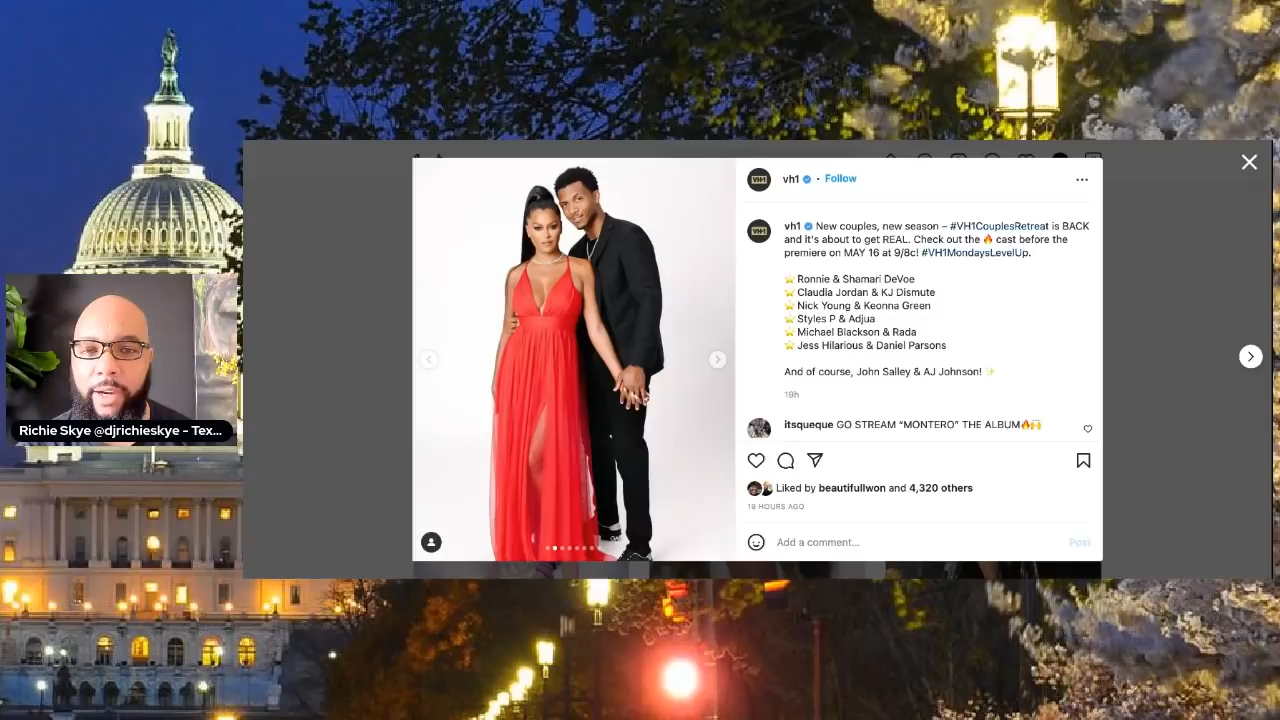 vh1 • Follow
vh1 New couples, new season – #VH1CouplesRetreat is BACK
and it's about to get REAL. Check out the 🔥 cast before the
premiere on MAY 16 at 9/8c! #VH1MondaysLevelUp.
⭐ Ronnie & Shamari DeVoe
⭐ Claudia Jordan & KJ Dismute
⭐ Nick Young & Keonna Green
⭐ Styles P & Adjua
⭐ Michael Blackson & Rada
⭐ Jess Hilarious & Daniel Parsons
And of course, John Salley & AJ Johnson! ✨
19h
itsqueque GO STREAM “MONTERO” THE ALBUM🔥🙌
Liked by beautifullwon and 4,320 others
19 HOURS AGO
Add a comment...
Post
Richie Skye @djrichieskye - Tex...